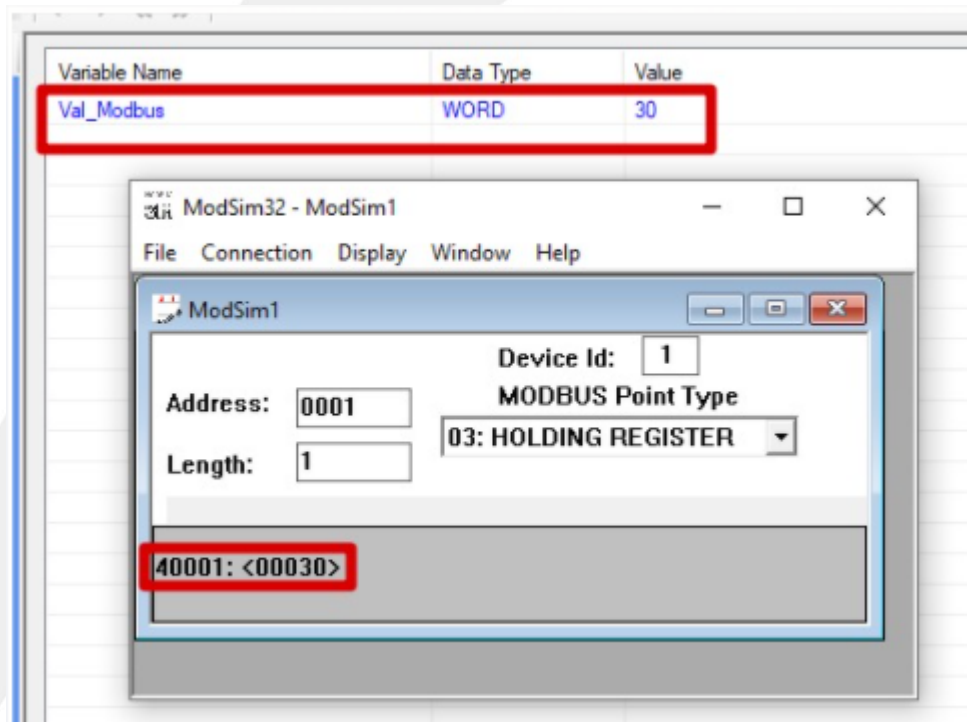 Variable Name Data Type Value
Val_Modbus WORD 30
ModSim32 - ModSim1
File Connection Display Window Help
ModSim1
Device Id: 1
Address: 0001
MODBUS Point Type
03: HOLDING REGISTER
Length: 1
40001: <00030>